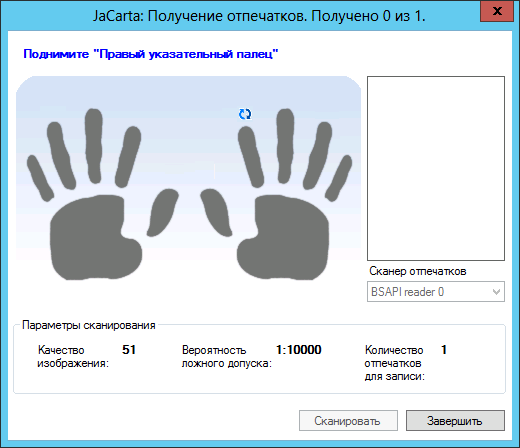 JaCarta: Получение отпечатков. Получено 0 из 1.
Поднимите "Правый указательный палец"
Сканер отпечатков
BSAPI reader 0
Параметры сканирования
Качество изображения: 51
Вероятность ложного допуска: 1:10000
Количество отпечатков для записи: 1
Сканировать
Завершить